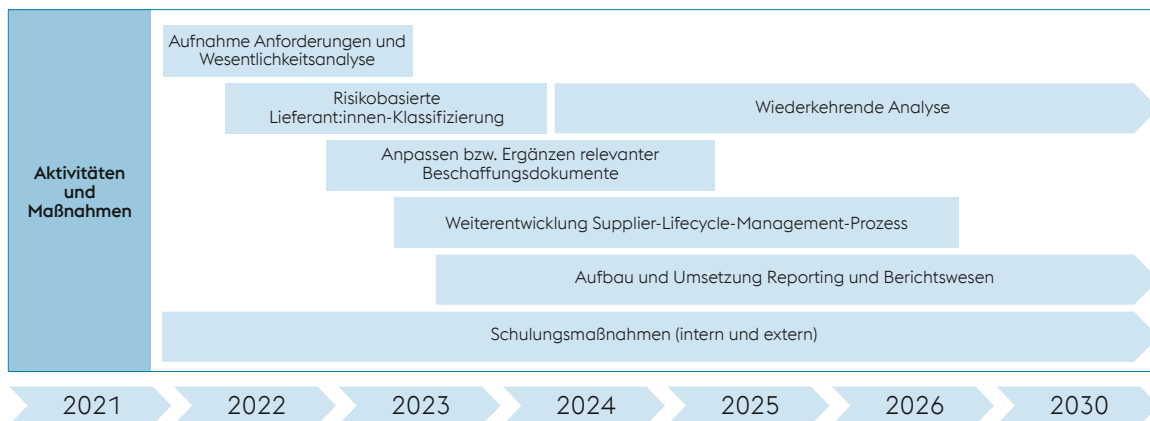 Aufnahme Anforderungen und
Wesentlichkeitsanalyse
Risikobasierte
Lieferant:innen-Klassifizierung
Wiederkehrende Analyse
Anpassen bzw. Ergänzen relevanter
Beschaffungsdokumente
Aktivitäten
und
Maßnahmen
Weiterentwicklung Supplier-Lifecycle-Management-Prozess
Aufbau und Umsetzung Reporting und Berichtswesen
Schulungsmaßnahmen (intern und extern)
2021 2022 2023 2024 2025 2026 2030